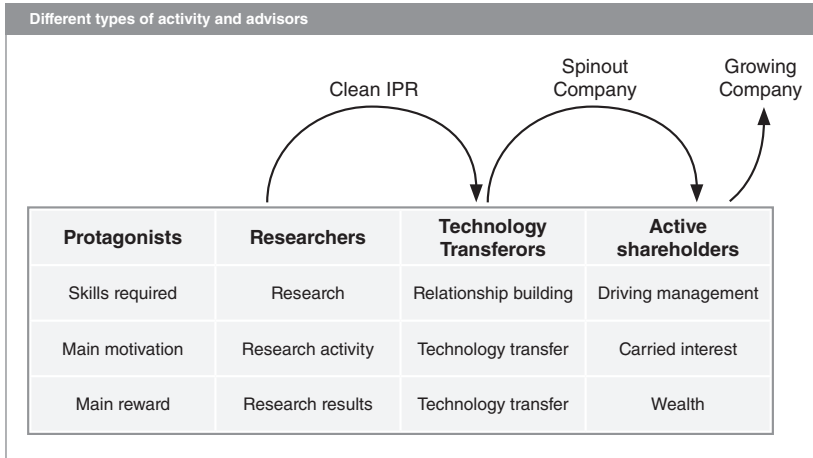 Different types of activity and advisors
Clean IPR
Spinout
Company
Growing
Company
Protagonists
Researchers
Technology
Transferors
Active
shareholders
Skills required
Research
Relationship building
Driving management
Main motivation
Research activity
Technology transfer
Carried interest
Main reward
Research results
Technology transfer
Wealth